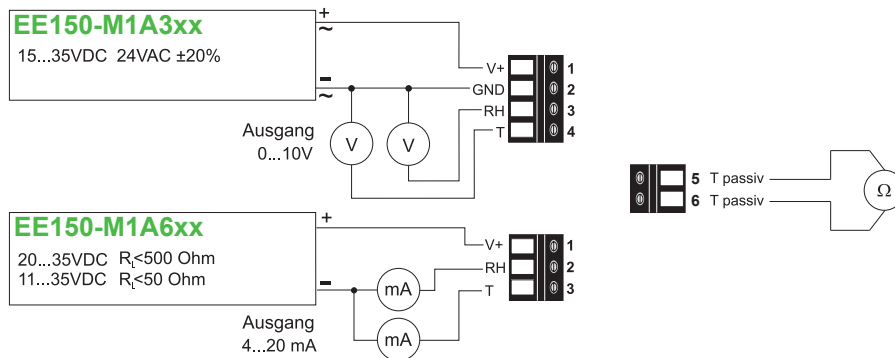 EE150-M1A3xx
15...35VDC 24VAC ±20%
+
~
-
~
V+ 1
GND 2
RH 3
T 4
Ausgang
0...10V
V V
5 T passiv
6 T passiv
Ω
EE150-M1A6xx
20...35VDC RL<500 Ohm
11...35VDC RL<50 Ohm
+
-
V+ 1
RH 2
T 3
mA
mA
Ausgang
4...20 mA